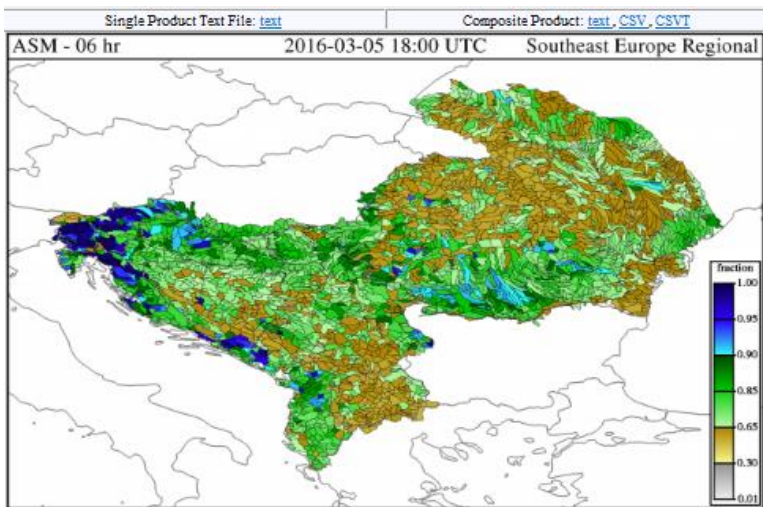 Single Product Text File: text
Composite Product: text , CSV , CSVT
ASM - 06 hr 2016-03-05 18:00 UTC Southeast Europe Regional
fraction
1.00
0.95
0.90
0.85
0.65
0.30
0.01